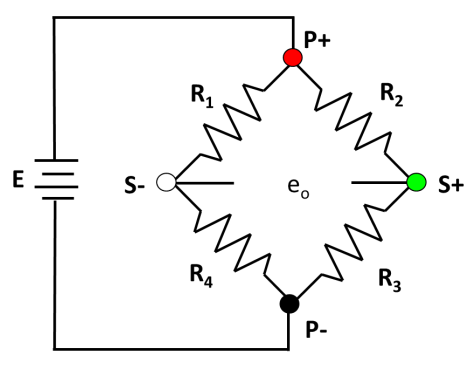 P+
R₁
R₂
E
S-
eₒ
S+
R₄
R₃
P-